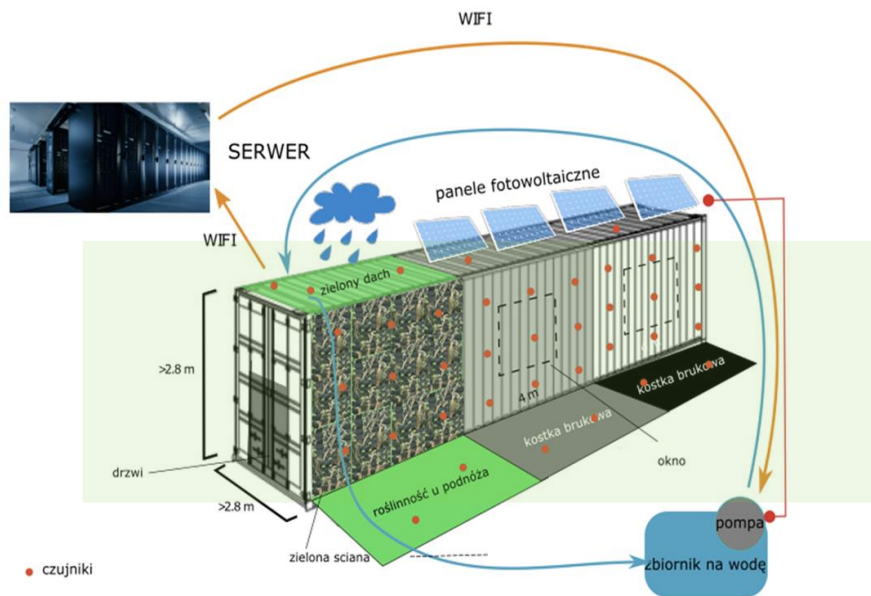 WIFI
SERWER
panele fotowoltaiczne
WIFI
zielony dach
>2.8 m
kostka brukowa
4 m
kostka brukowa
okno
drzwi
roślinność u podnóża
>2.8 m
pompa
zielona sciana
zbiornik na wodę
czujniki